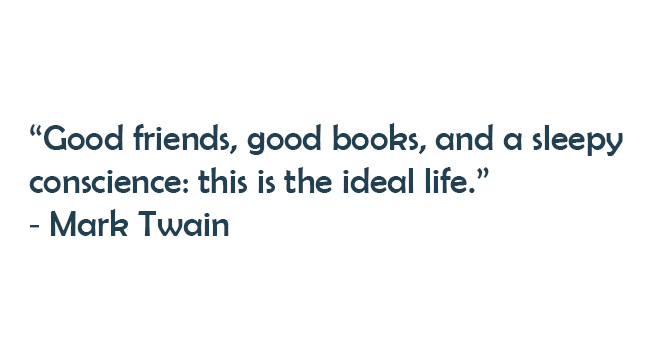 “Good friends, good books, and a sleepy
conscience: this is the ideal life.”
- Mark Twain